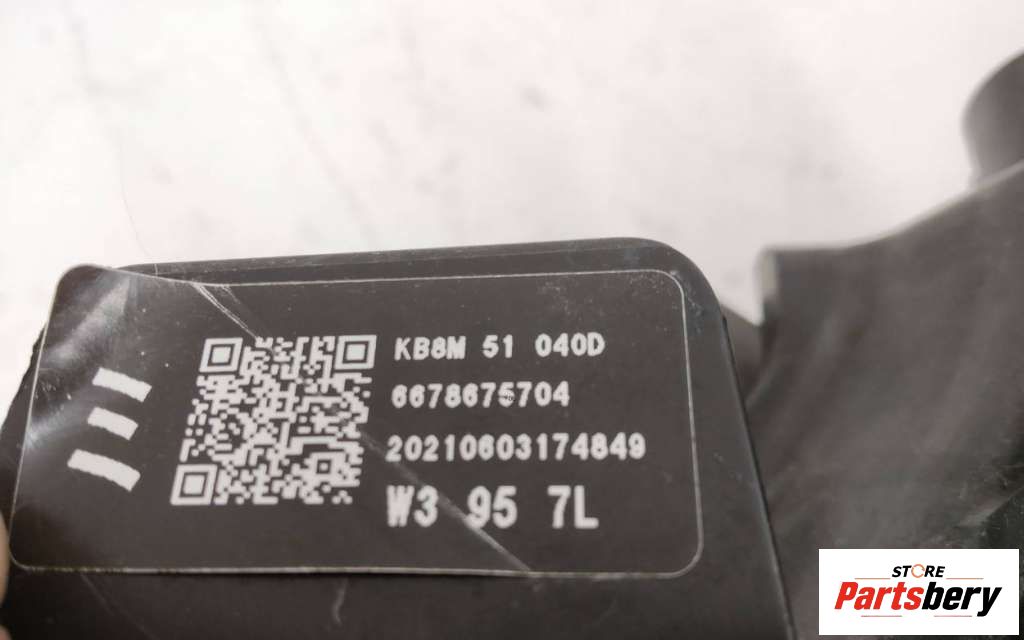 KB8M 51 040D
6678675704
20210603174849
W3 95 7L
STORE
Partsbery